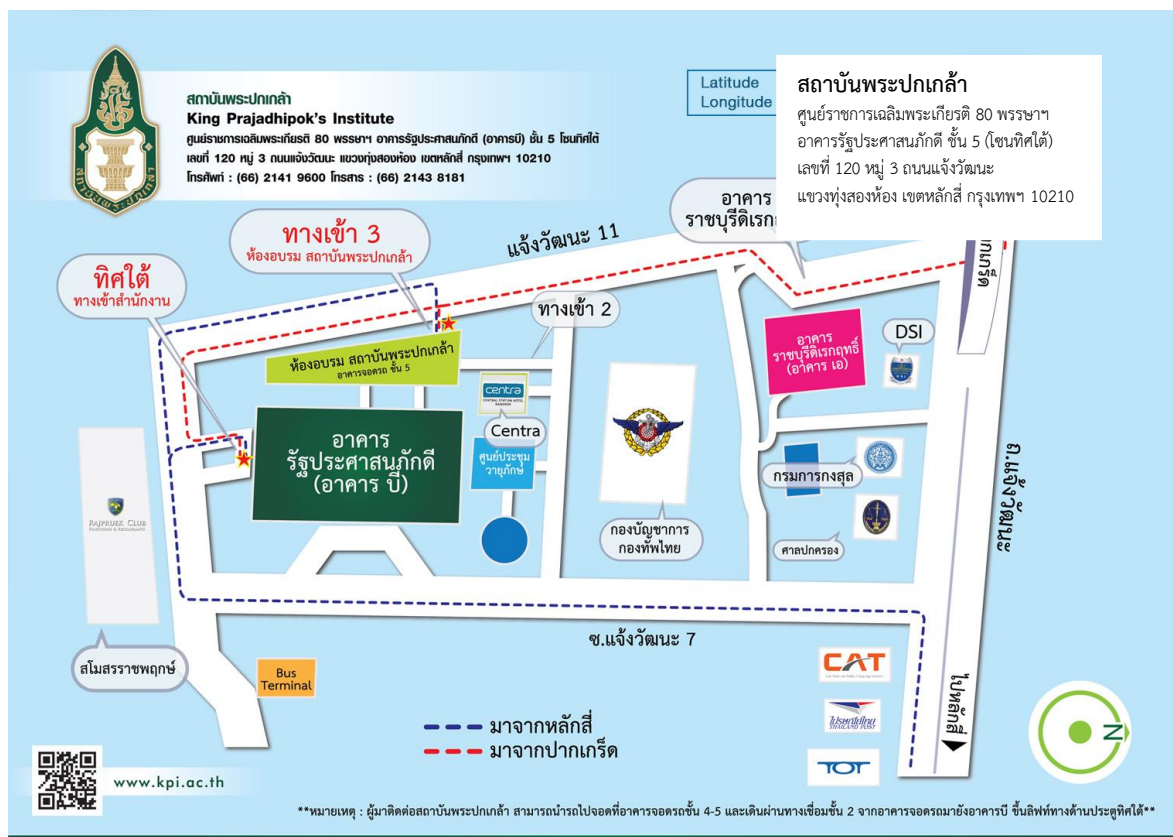 สถาบันพระปกเกล้า
King Prajadhipok's Institute
ศูนย์ราชการเฉลิมพระเกียรติ 80 พรรษาฯ อาคารรัฐประศาสนภักดี (อาคารบี) ชั้น 5 โซนทิศใต้
เลขที่ 120 หมู่ 3 ถนนแจ้งวัฒนะ แขวงทุ่งสองห้อง เขตหลักสี่ กรุงเทพฯ 10210
โทรศัพท์ : (66) 2141 9600 โทรสาร : (66) 2143 8181
สถาบันพระปกเกล้า
Latitude
Longitude
สถาบันพระปกเกล้า
ศูนย์ราชการเฉลิมพระเกียรติ 80 พรรษาฯ
อาคารรัฐประศาสนภักดี ชั้น 5 (โซนทิศใต้)
เลขที่ 120 หมู่ 3 ถนนแจ้งวัฒนะ
แขวงทุ่งสองห้อง เขตหลักสี่ กรุงเทพฯ 10210
อาคาร
ทางเข้า 3
ห้องอบรม สถาบันพระปกเกล้า
แจ้งวัฒนะ 11
ทิศใต้
ทางเข้าสำนักงาน
ทางเข้า 2
ห้องอบรม สถาบันพระปกเกล้า
อาคารจอดรถ ชั้น 5
อาคาร
ราชบุรีดิเรกฤทธิ์
(อาคาร เอ)
DSI
centra
Centra
อาคาร
รัฐประศาสนภักดี
(อาคาร บี)
ศูนย์ประชุม
วายุภักษ์
กรมการกงสุล
ถ.แจ้งวัฒนะ
RAJPRUEK CLUB
กองบัญชาการ
กองทัพไทย
ศาลปกครอง
ซ.แจ้งวัฒนะ 7
สโมสรราชพฤกษ์
Bus
Terminal
CAT
ไปรษณีย์ไทย
THAILAND POST
TOT
ไปหลักสี่
N
มาจากหลักสี่
มาจากปากเกร็ด
www.kpi.ac.th
**หมายเหตุ : ผู้มาติดต่อสถาบันพระปกเกล้า สามารถนำรถไปจอดที่อาคารจอดรถชั้น 4-5 และเดินผ่านทางเชื่อมชั้น 2 จากอาคารจอดรถมายังอาคารบี ขึ้นลิฟท์ทางด้านประตูทิศใต้**